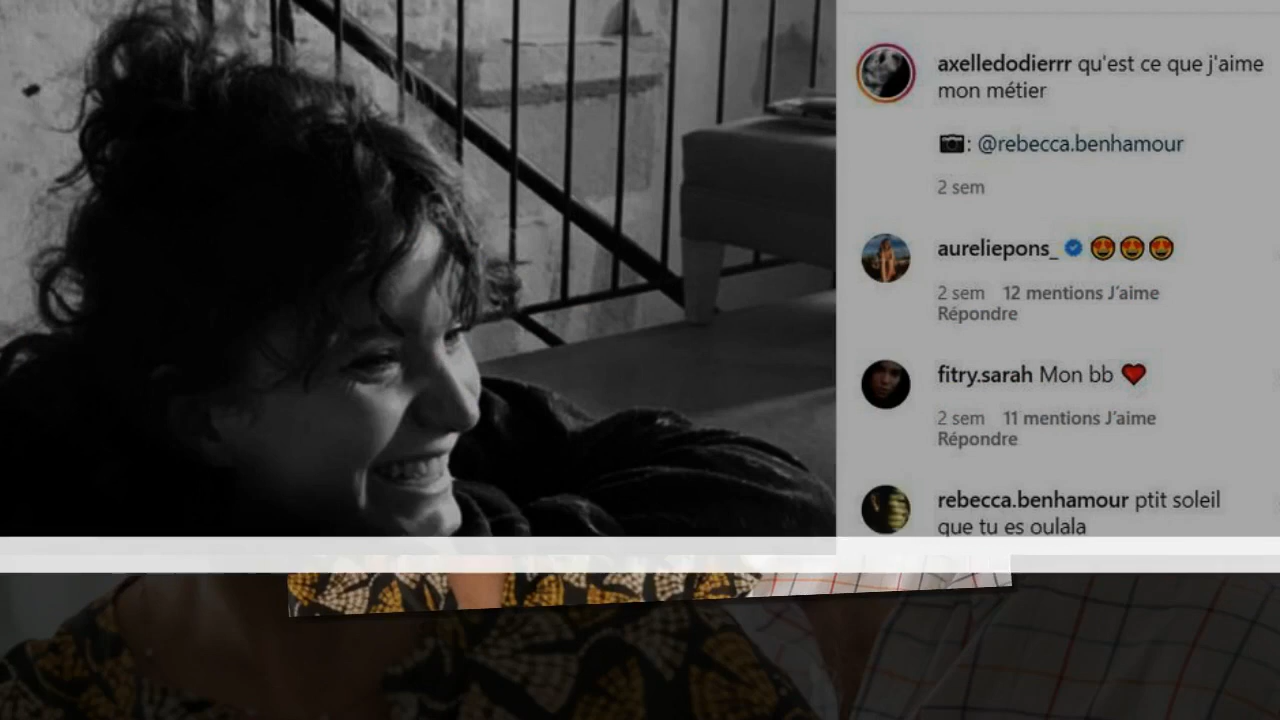 axelledodierrr qu'est ce que j'aime
mon métier
📷: @rebecca.benhamour
2 sem
aureliepons_ 😍😍😍
2 sem 12 mentions J'aime
Répondre
fitry.sarah Mon bb ❤️
2 sem 11 mentions J'aime
Répondre
rebecca.benhamour ptit soleil
que tu es oulala